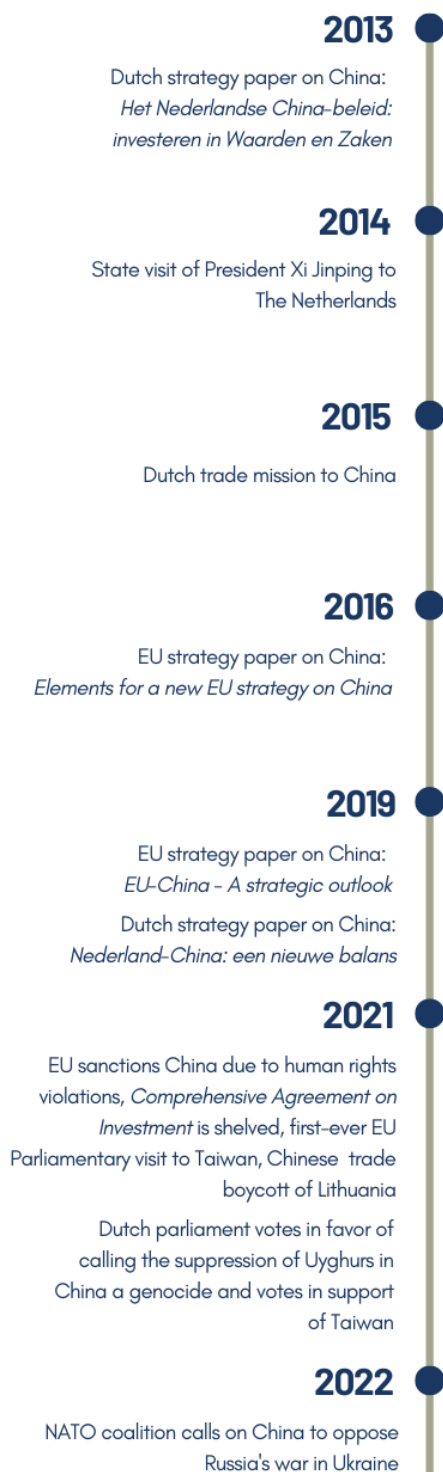 2013
Dutch strategy paper on China:
Het Nederlandse China-beleid:
investeren in Waarden en Zaken
2014
State visit of President Xi Jinping to
The Netherlands
2015
Dutch trade mission to China
2016
EU strategy paper on China:
Elements for a new EU strategy on China
2019
EU strategy paper on China:
EU-China - A strategic outlook
Dutch strategy paper on China:
Nederland-China: een nieuwe balans
2021
EU sanctions China due to human rights
violations, Comprehensive Agreement on
Investment is shelved, first-ever EU
Parliamentary visit to Taiwan, Chinese trade
boycott of Lithuania
Dutch parliament votes in favor of
calling the suppression of Uyghurs in
China a genocide and votes in support
of Taiwan
2022
NATO coalition calls on China to oppose
Russia's war in Ukraine